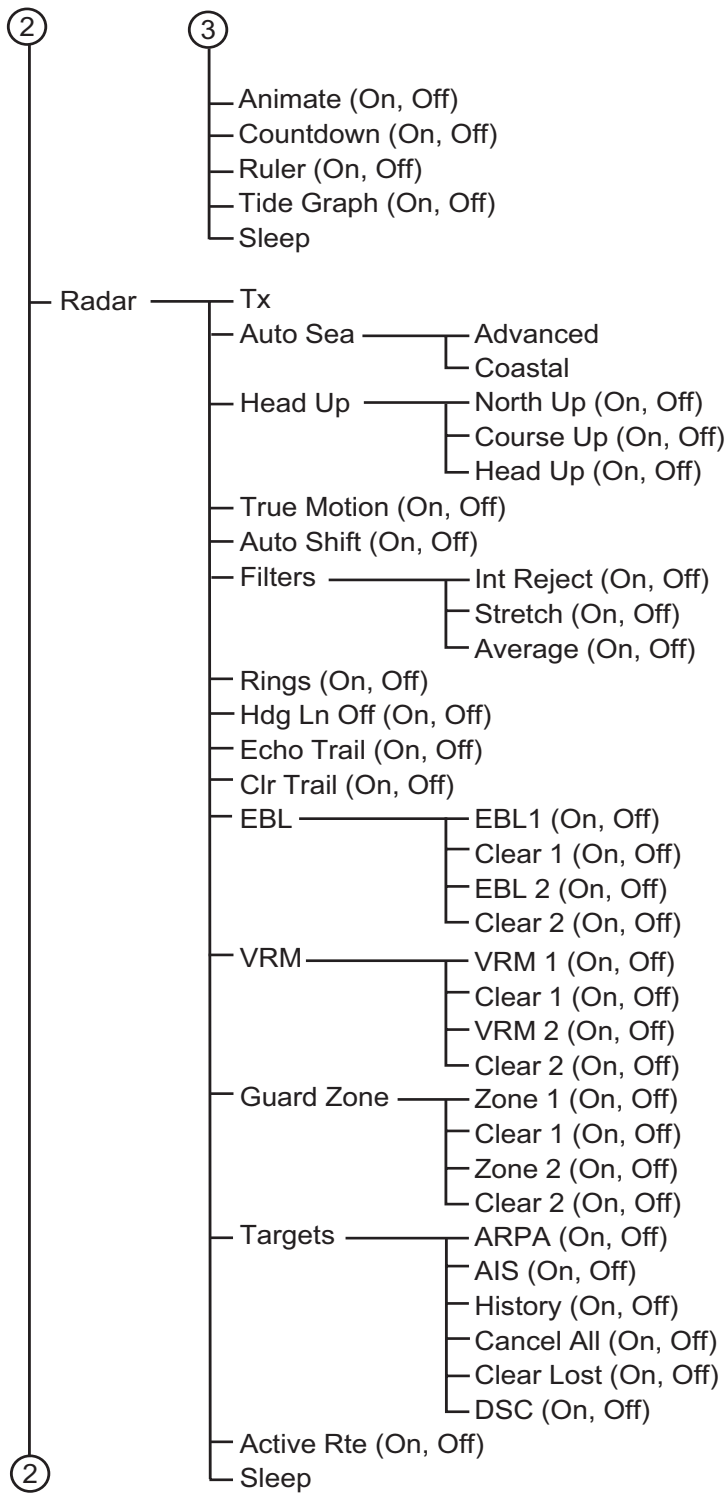 2 3
Animate (On, Off)
Countdown (On, Off)
Ruler (On, Off)
Tide Graph (On, Off)
Sleep
Radar Tx
Auto Sea Advanced
Coastal
Head Up North Up (On, Off)
Course Up (On, Off)
Head Up (On, Off)
True Motion (On, Off)
Auto Shift (On, Off)
Filters Int Reject (On, Off)
Stretch (On, Off)
Average (On, Off)
Rings (On, Off)
Hdg Ln Off (On, Off)
Echo Trail (On, Off)
Clr Trail (On, Off)
EBL EBL1 (On, Off)
Clear 1 (On, Off)
EBL 2 (On, Off)
Clear 2 (On, Off)
VRM VRM 1 (On, Off)
Clear 1 (On, Off)
VRM 2 (On, Off)
Clear 2 (On, Off)
Guard Zone Zone 1 (On, Off)
Clear 1 (On, Off)
Zone 2 (On, Off)
Clear 2 (On, Off)
Targets ARPA (On, Off)
AIS (On, Off)
History (On, Off)
Cancel All (On, Off)
Clear Lost (On, Off)
DSC (On, Off)
Active Rte (On, Off)
2 Sleep